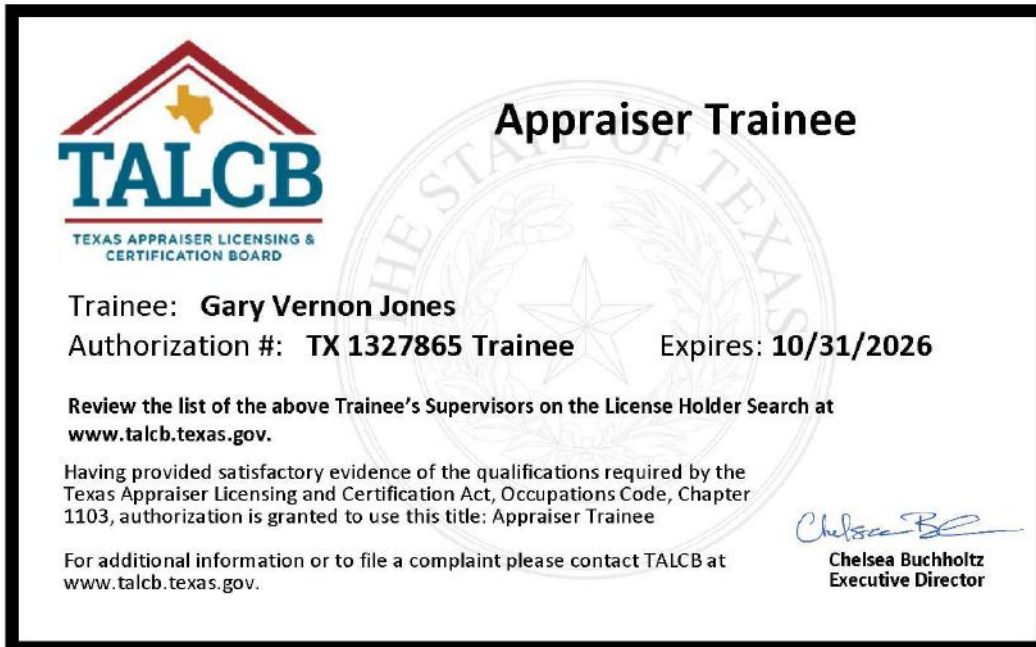 Appraiser Trainee
TALCB
TEXAS APPRAISER LICENSING &
CERTIFICATION BOARD
THE STATE OF TEXAS
Trainee: Gary Vernon Jones
Authorization #: TX 1327865 Trainee Expires: 10/31/2026
Review the list of the above Trainee's Supervisors on the License Holder Search at
www.talcb.texas.gov.
Having provided satisfactory evidence of the qualifications required by the
Texas Appraiser Licensing and Certification Act, Occupations Code, Chapter
1103, authorization is granted to use this title: Appraiser Trainee
For additional information or to file a complaint please contact TALCB at
www.talcb.texas.gov.
Chelsea Buchholtz
Executive Director